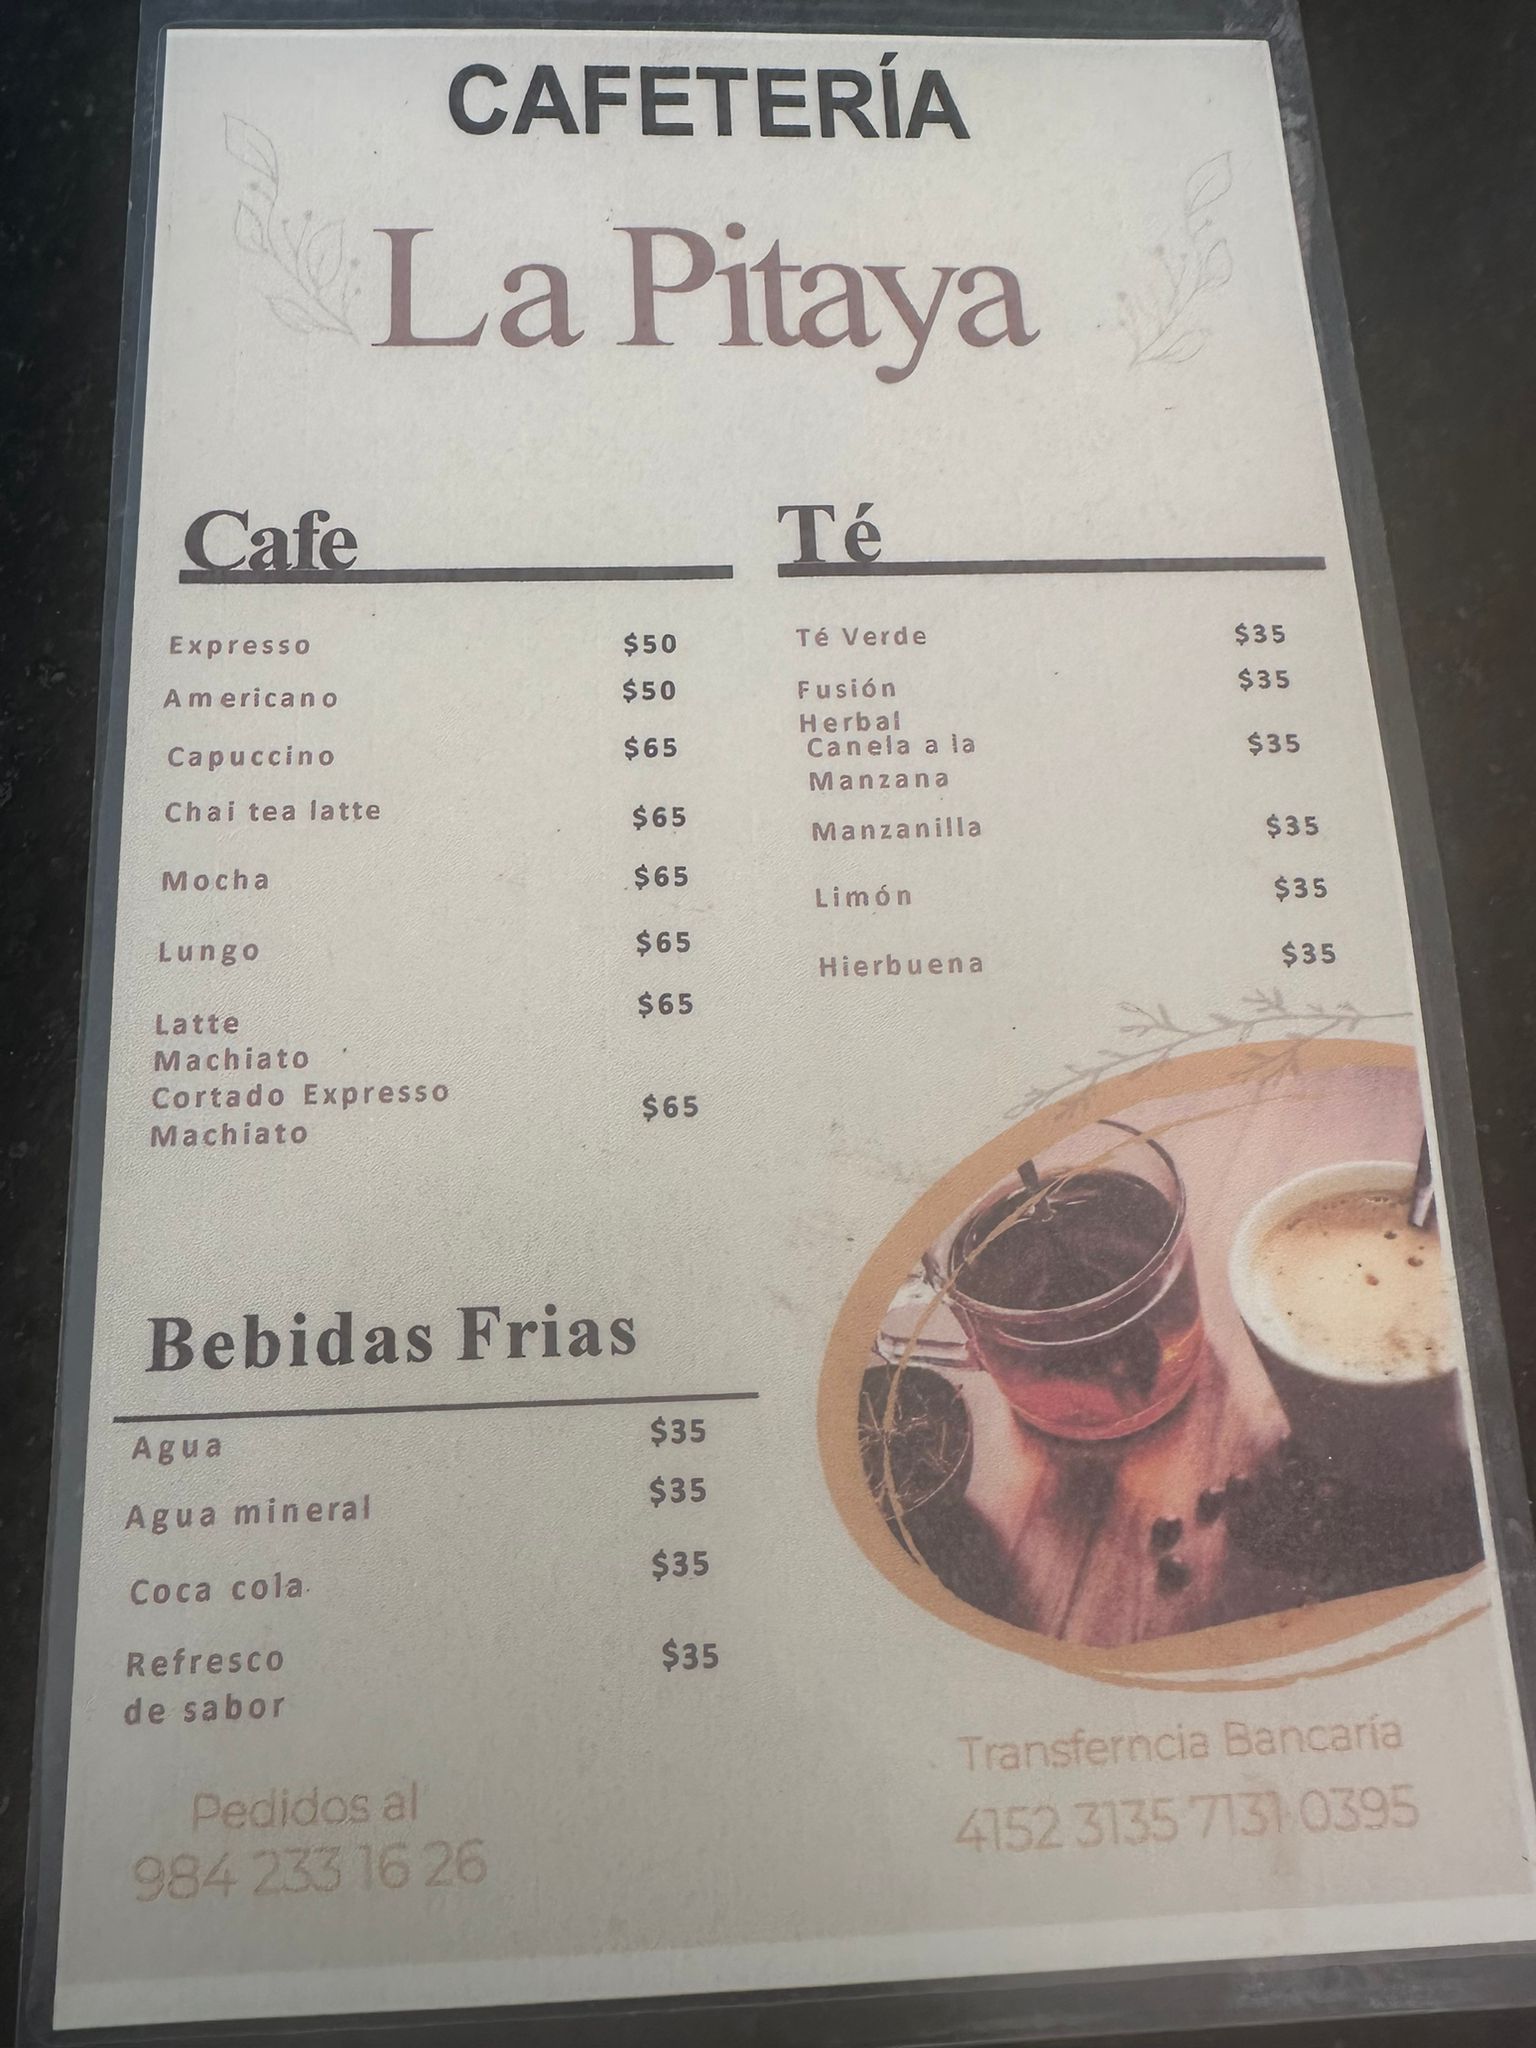 CAFETERÍA
La Pitaya
Cafe
Expresso $50
Americano $50
Capuccino $65
Chai tea latte $65
Mocha $65
Lungo $65
Latte $65
Machiato
Cortado Expresso $65
Machiato
Té
Té Verde $35
Fusión $35
Herbal
Canela a la $35
Manzana
Manzanilla $35
Limón $35
Hierbuena $35
Bebidas Frias
Agua $35
Agua mineral $35
Coca cola $35
Refresco $35
de sabor
Pedidos al
984 233 16 26
Transferncia Bancaría
4152 3135 7131 0395